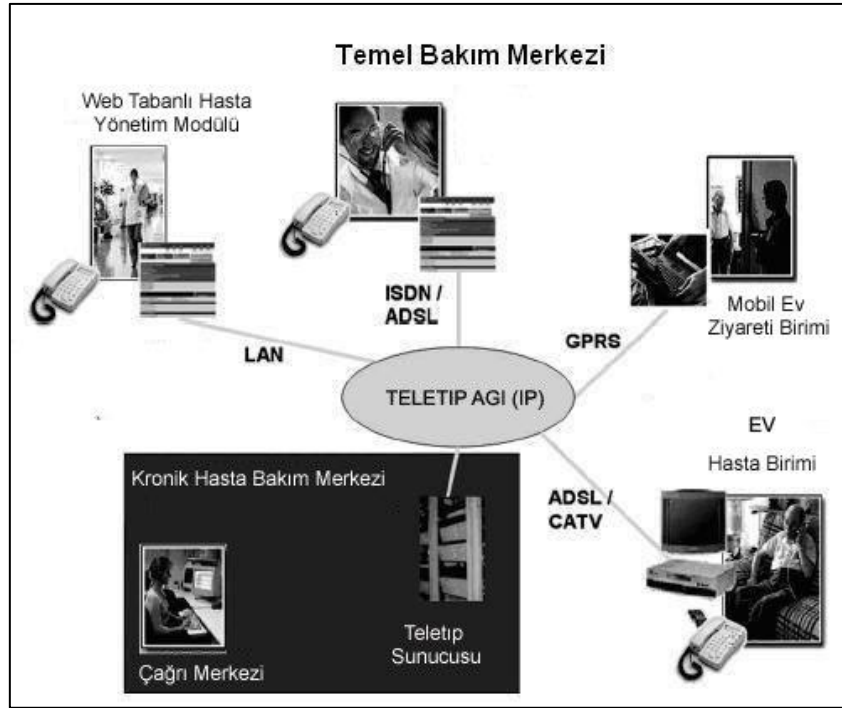 Temel Bakım Merkezi
Web Tabanlı Hasta
Yönetim Modülü
ISDN /
ADSL
LAN
GPRS
Mobil Ev
Ziyareti Birimi
TELETIP AGI (IP)
EV
Hasta Birimi
Kronik Hasta Bakım Merkezi
ADSL /
CATV
Teletıp
Sunucusu
Çağrı Merkezi